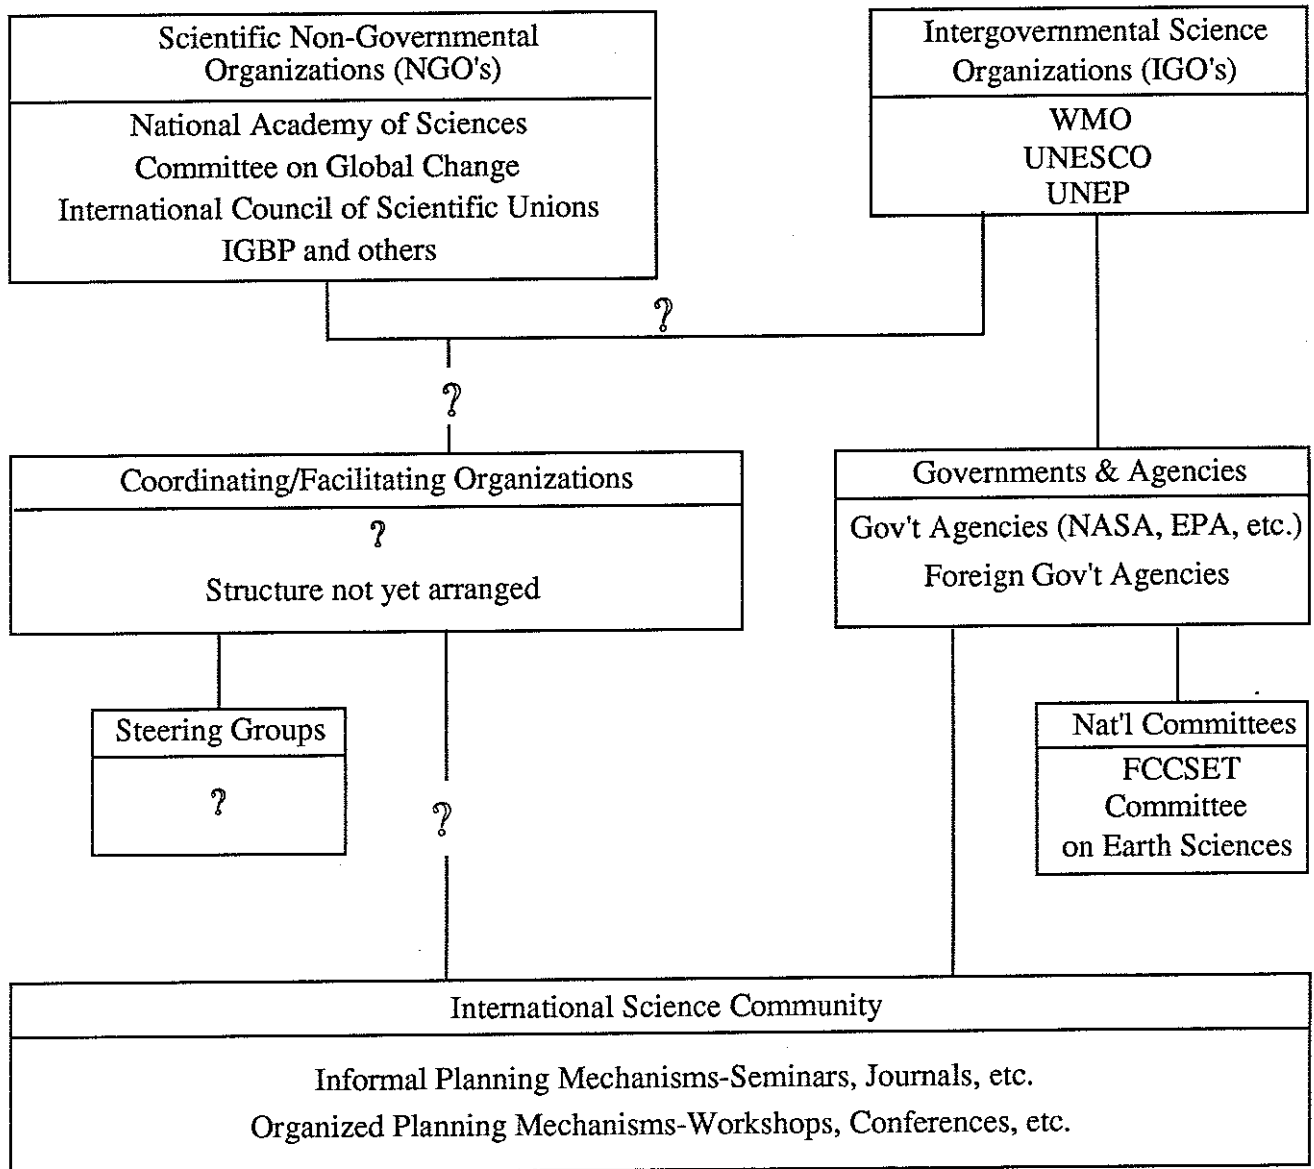 Scientific Non-Governmental
Organizations (NGO's)
National Academy of Sciences
Committee on Global Change
International Council of Scientific Unions
IGBP and others
Intergovernmental Science
Organizations (IGO's)
WMO
UNESCO
UNEP
?
?
Coordinating/Facilitating Organizations
?
Structure not yet arranged
Governments & Agencies
Gov't Agencies (NASA, EPA, etc.)
Foreign Gov't Agencies
Steering Groups
?
?
Nat'l Committees
FCCSET
Committee
on Earth Sciences
International Science Community
Informal Planning Mechanisms-Seminars, Journals, etc.
Organized Planning Mechanisms-Workshops, Conferences, etc.